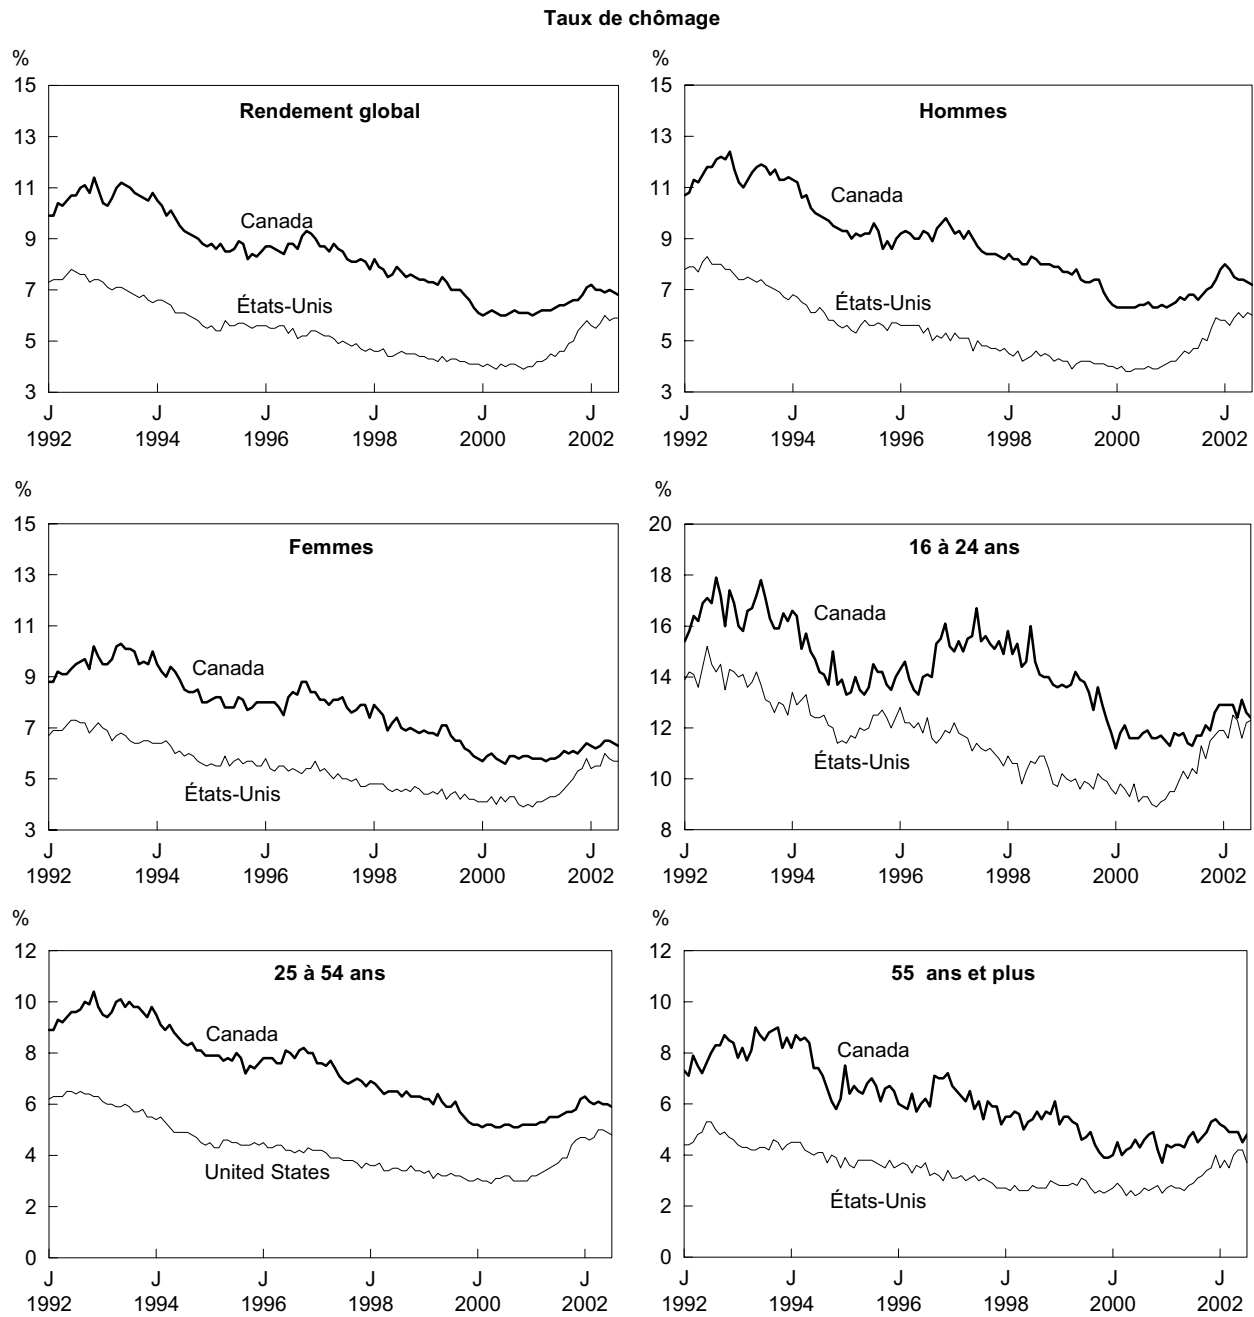 Taux de chômage
%
15
Rendement global
13
11
Canada
9
États-Unis
7
5
3
J J J J J J
1992 1994 1996 1998 2000 2002
%
15
Hommes
13
Canada
11
9
États-Unis
7
5
3
J J J J J J
1992 1994 1996 1998 2000 2002
%
15
Femmes
13
11
Canada
9
7
États-Unis
5
3
J J J J J J
1992 1994 1996 1998 2000 2002
%
20
16 à 24 ans
18
Canada
16
14
12
États-Unis
10
8
J J J J J J
1992 1994 1996 1998 2000 2002
%
12
25 à 54 ans
10
Canada
8
6
4
United States
2
0
J J J J J J
1992 1994 1996 1998 2000 2002
%
12
55 ans et plus
10
Canada
8
6
4
États-Unis
2
0
J J J J J J
1992 1994 1996 1998 2000 2002